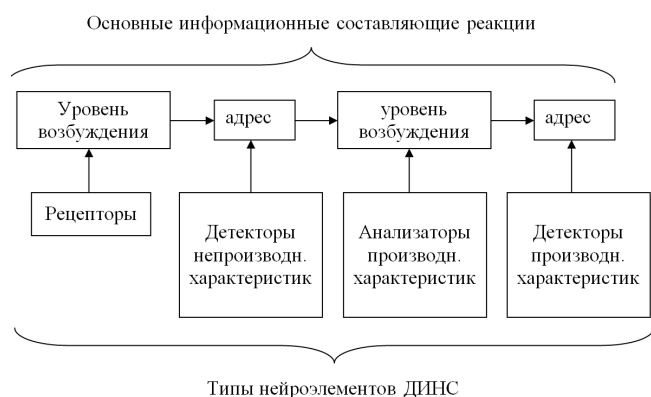 Основные информационные составляющие реакции
Уровень
возбуждения
адрес
уровень
возбуждения
адрес
Рецепторы
Детекторы
непроизводн.
характеристик
Анализаторы
производн.
характеристик
Детекторы
производн.
характеристик
Типы нейроэлементов ДИНС